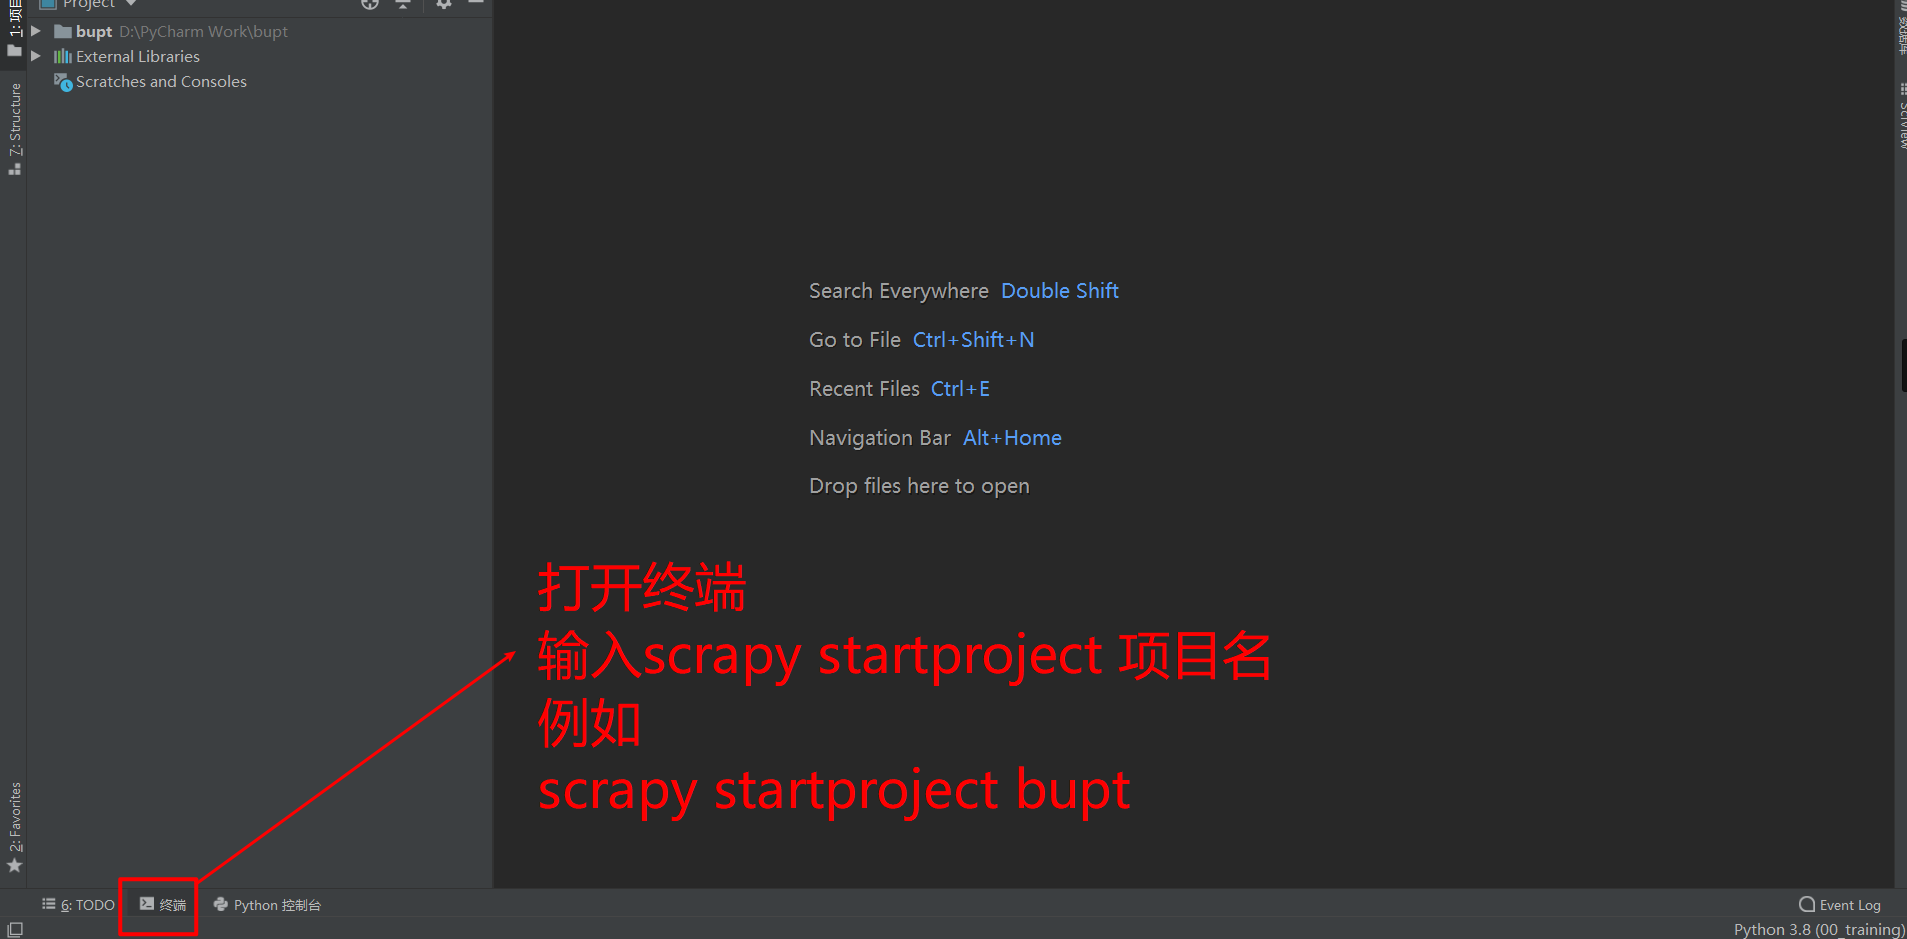 Project
1: 项目
bupt D:\PyCharm Work\bupt
External Libraries
Scratches and Consoles
7: Structure
SciView
Search Everywhere Double Shift
Go to File Ctrl+Shift+N
Recent Files Ctrl+E
Navigation Bar Alt+Home
Drop files here to open
打开终端
输入scrapy startproject 项目名
例如
scrapy startproject bupt
2: Favorites
6: TODO 终端 Python 控制台 Event Log
Python 3.8 (00_training)